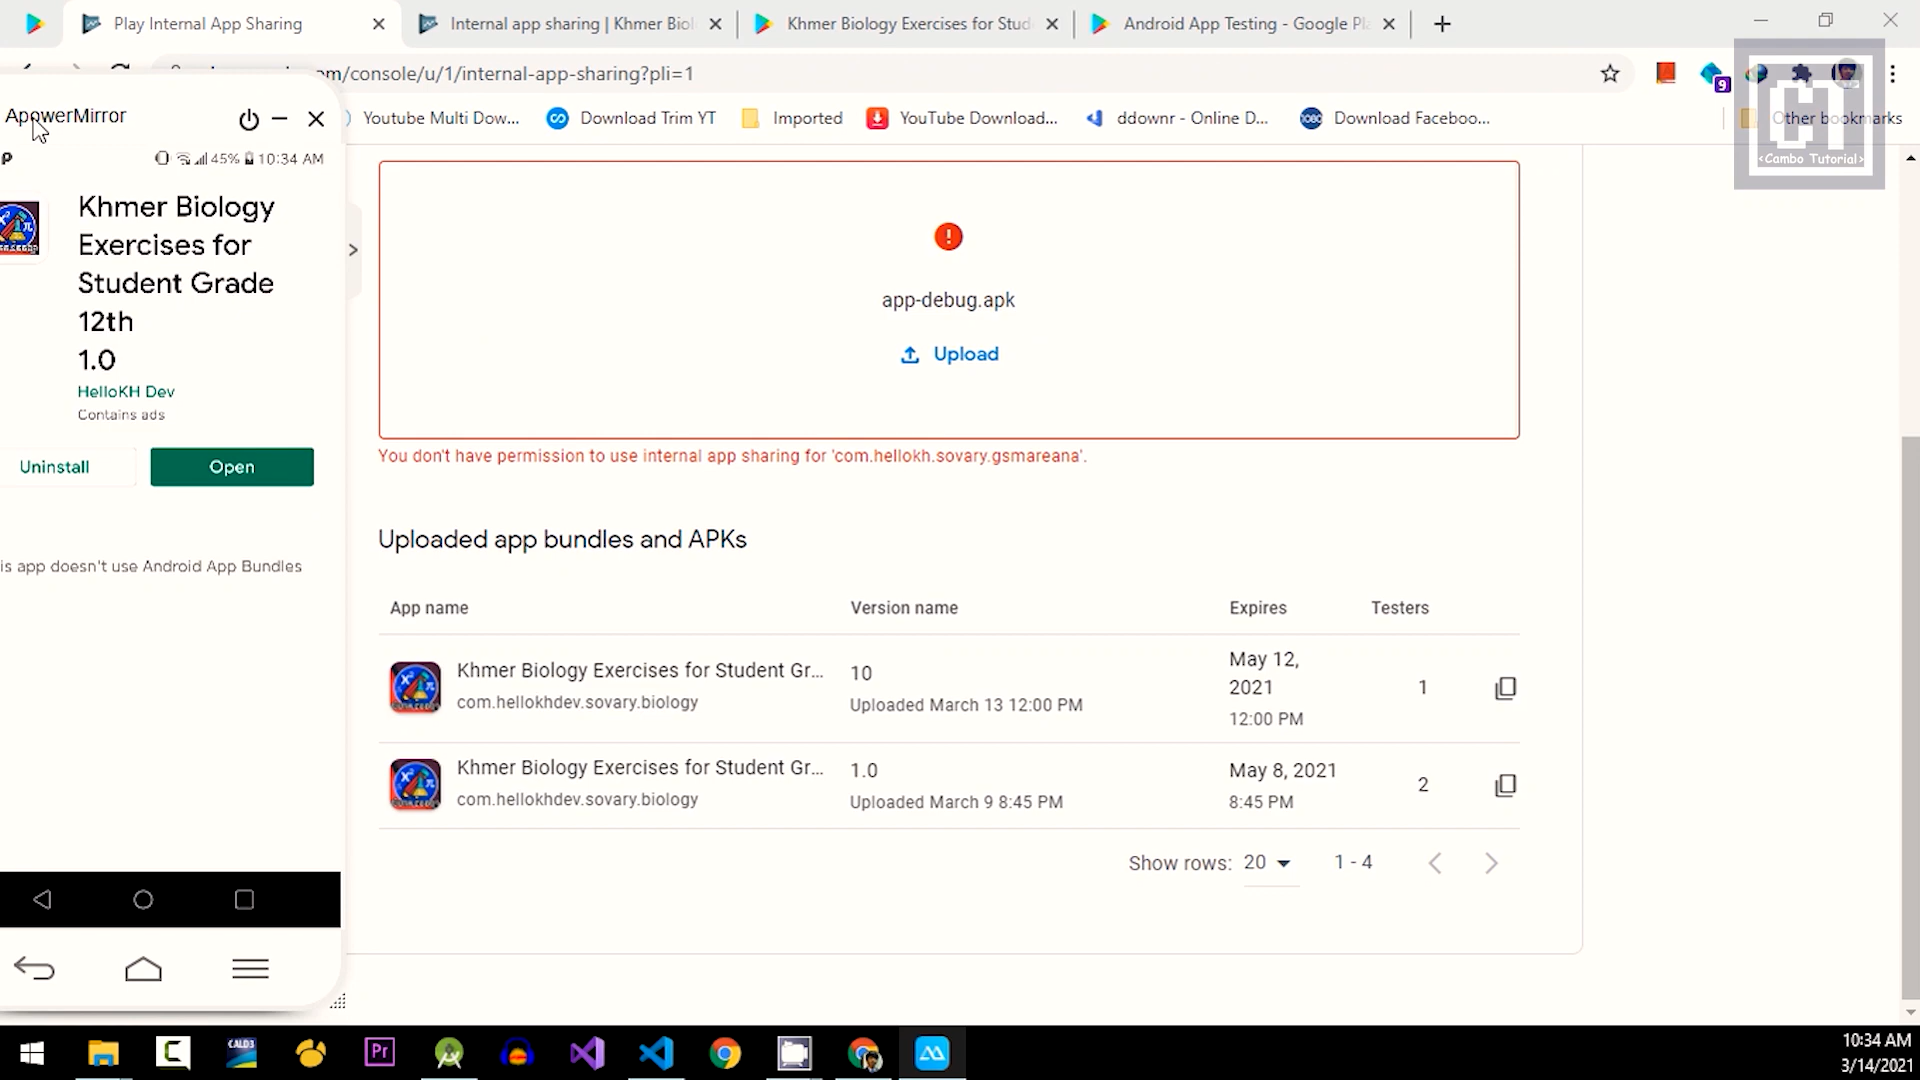 Play Internal App Sharing
Internal app sharing | Khmer Biol
Khmer Biology Exercises for Stud
Android App Testing - Google Pl
m/console/u/1/internal-app-sharing?pli=1
9
Youtube Multi Dow...
Download Trim YT
Imported
YouTube Download...
ddownr - Online D...
Download Faceboo...
Other bookmarks
CT
<Cambo Tutorial>
ApowerMirror
45% 10:34 AM
Khmer Biology
Exercises for
Student Grade
12th
1.0
HelloKH Dev
Contains ads
Uninstall
Open
is app doesn't use Android App Bundles
app-debug.apk
Upload
You don't have permission to use internal app sharing for 'com.hellokh.sovary.gsmareana'.
Uploaded app bundles and APKs
App name Version name Expires Testers
Khmer Biology Exercises for Student Gr...
com.hellokhdev.sovary.biology
10
Uploaded March 13 12:00 PM
May 12,
2021
12:00 PM
1
Khmer Biology Exercises for Student Gr...
com.hellokhdev.sovary.biology
1.0
Uploaded March 9 8:45 PM
May 8, 2021
8:45 PM
2
Show rows: 20 1 - 4
CALD3
Pr
10:34 AM
3/14/2021